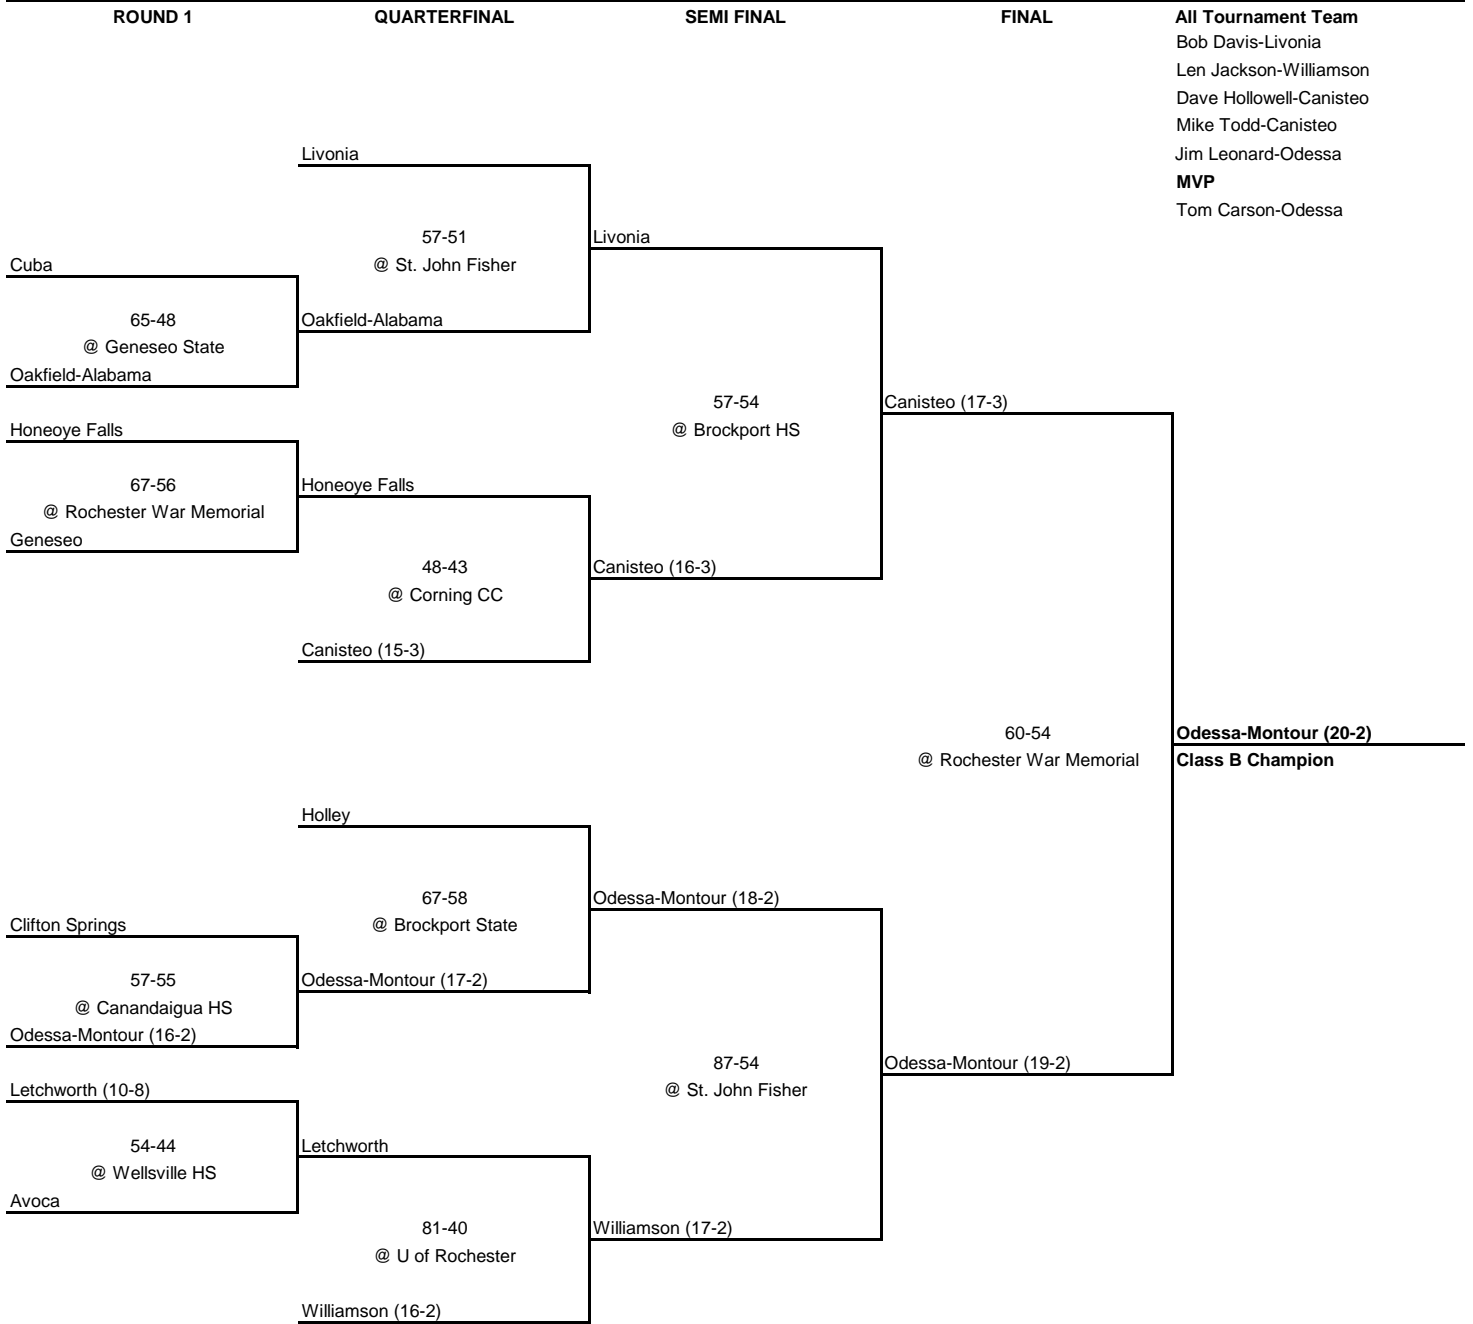 ROUND 1 QUARTERFINAL SEMI FINAL FINAL All Tournament Team
Bob Davis-Livonia
Len Jackson-Williamson
Dave Hollowell-Canisteo
Mike Todd-Canisteo
Livonia Jim Leonard-Odessa
MVP
Tom Carson-Odessa
57-51 Livonia
Cuba @ St. John Fisher
65-48 Oakfield-Alabama
@ Geneseo State
Oakfield-Alabama
57-54 Canisteo (17-3)
Honeoye Falls @ Brockport HS
67-56 Honeoye Falls
@ Rochester War Memorial
Geneseo
48-43 Canisteo (16-3)
@ Corning CC
Canisteo (15-3)
60-54 Odessa-Montour (20-2)
@ Rochester War Memorial Class B Champion
Holley
67-58 Odessa-Montour (18-2)
Clifton Springs @ Brockport State
57-55 Odessa-Montour (17-2)
@ Canandaigua HS
Odessa-Montour (16-2)
87-54 Odessa-Montour (19-2)
Letchworth (10-8) @ St. John Fisher
54-44 Letchworth
@ Wellsville HS
Avoca
81-40 Williamson (17-2)
@ U of Rochester
Williamson (16-2)